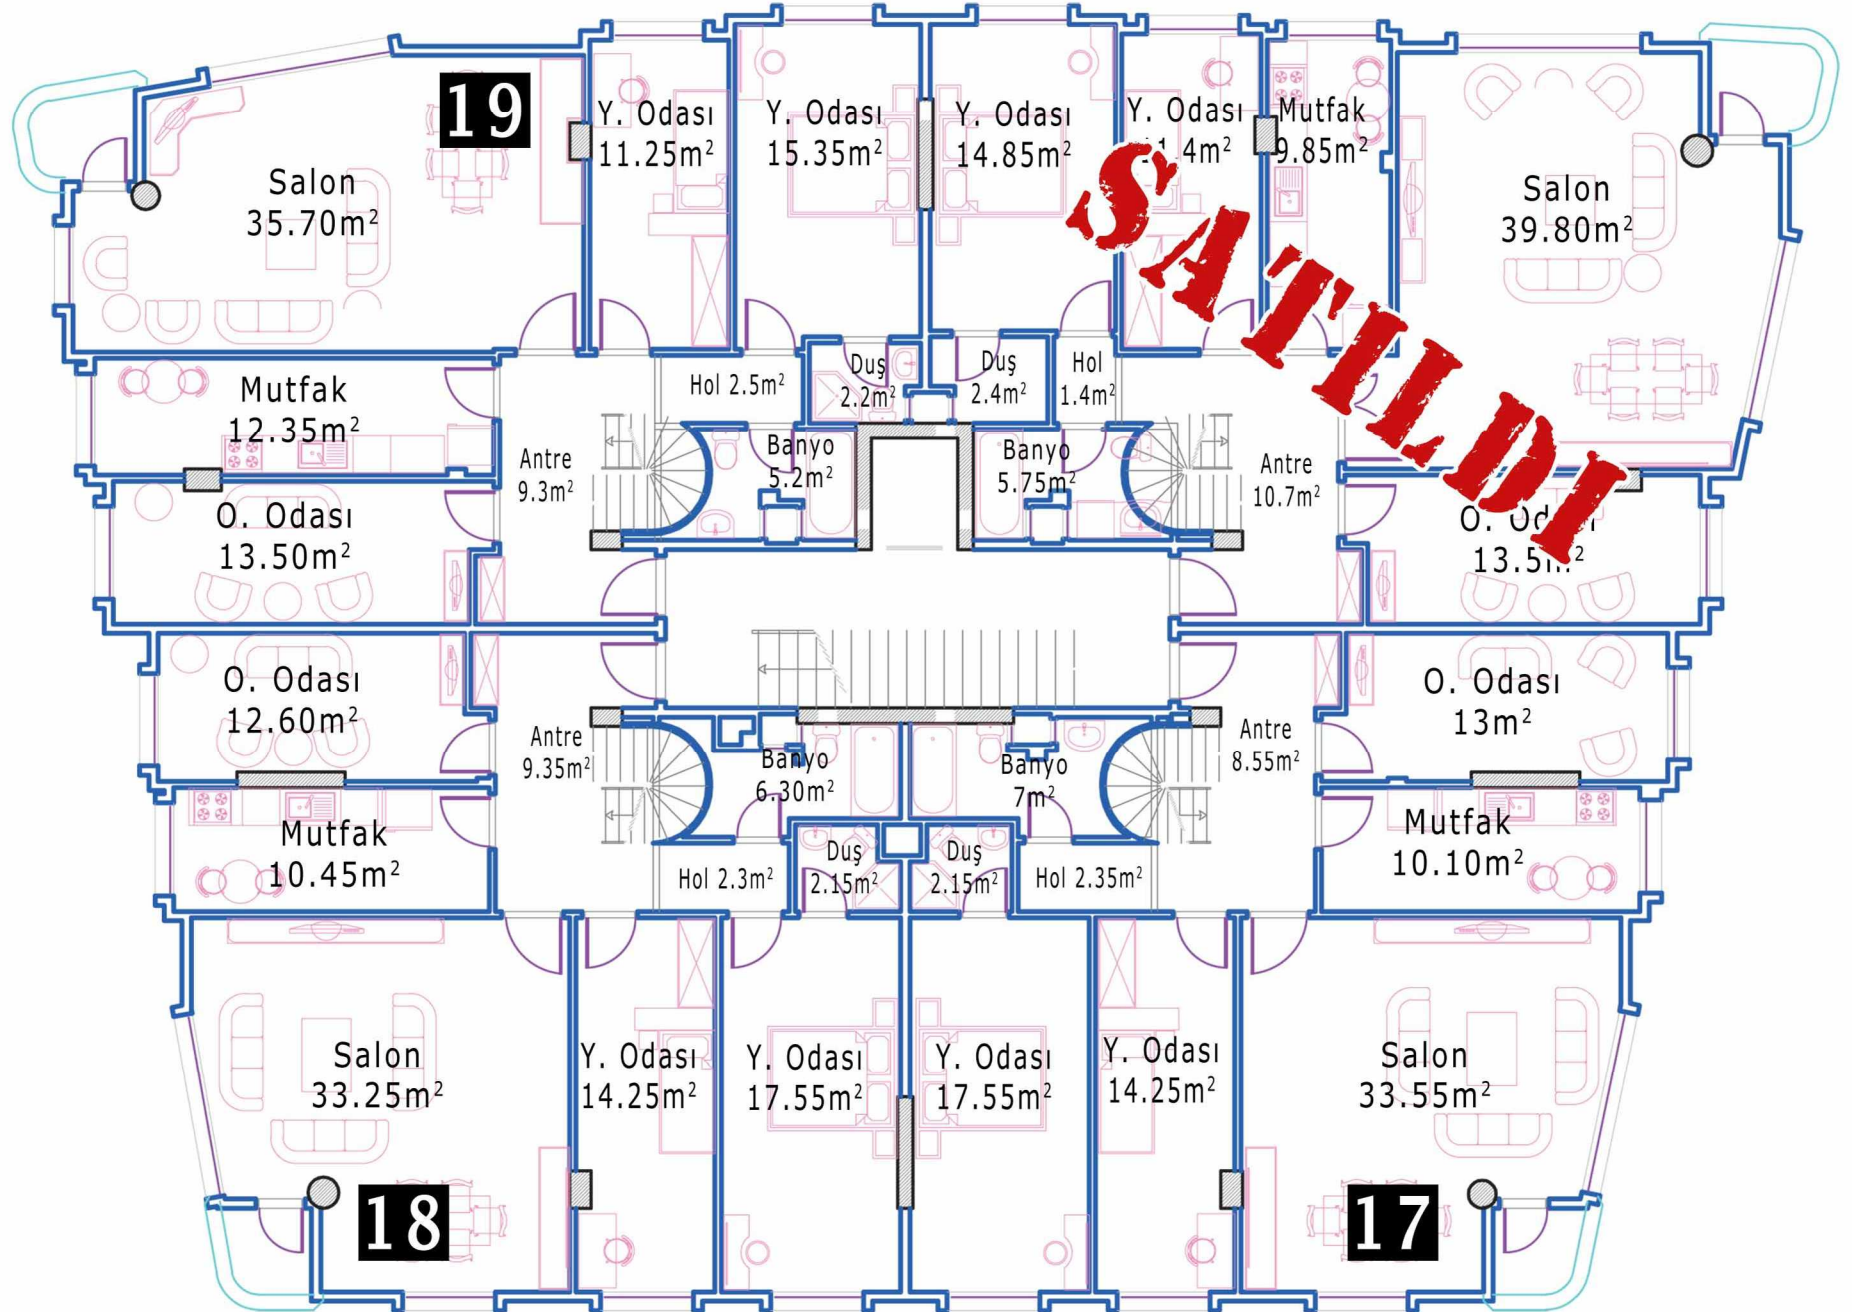 19
Salon
35.70m²
Y. Odası
11.25m²
Y. Odası
15.35m²
Y. Odası
14.85m²
Y. Odası
Mutfak
9.85m²
Salon
39.80m²
SATILDI
Mutfak
12.35m²
Hol 2.5m²
Duş
2.2m²
Duş
2.4m²
Hol
1.4m²
Antre
9.3m²
Banyo
5.2m²
Banyo
5.75m²
Antre
10.7m²
O. Odası
13.50m²
O.
O. Odası
12.60m²
O. Odası
13m²
Antre
9.35m²
Banyo
6.30m²
Banyo
7m²
Antre
8.55m²
Mutfak
10.45m²
Hol 2.3m²
Duş
2.15m²
Duş
2.15m²
Hol 2.35m²
Mutfak
10.10m²
Salon
33.25m²
Y. Odası
14.25m²
Y. Odası
17.55m²
Y. Odası
17.55m²
Y. Odası
14.25m²
Salon
33.55m²
18
17